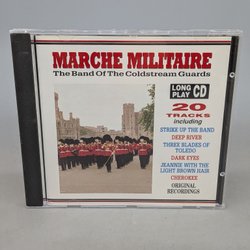 MARCHE MILITAIRE
The Band Of The Coldstream Guards
LONG
PLAY CD
20
TRACKS
including
STRIKE UP THE BAND
DEEP RIVER
THREE BLADES OF
TOLEDO
DARK EYES
JEANNIE WITH THE
LIGHT BROWN HAIR
CHEROKEE
ORIGINAL
RECORDINGS